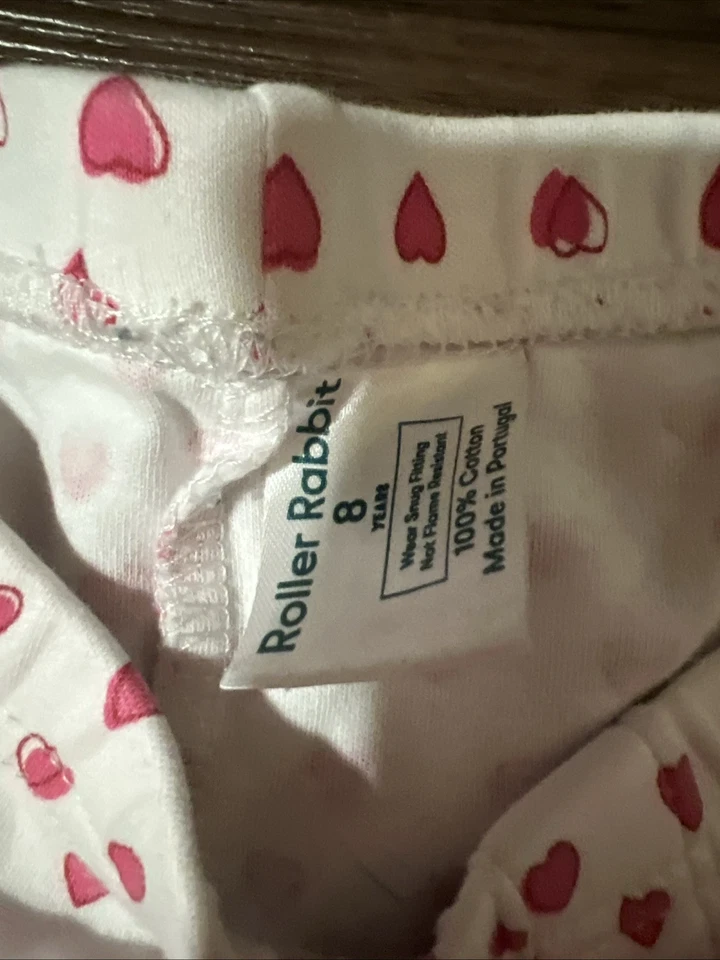 Roller Rabbit
8
YEARS
Wear Snug Fitting
Not Flame Resistant
100% Cotton
Made in Portugal